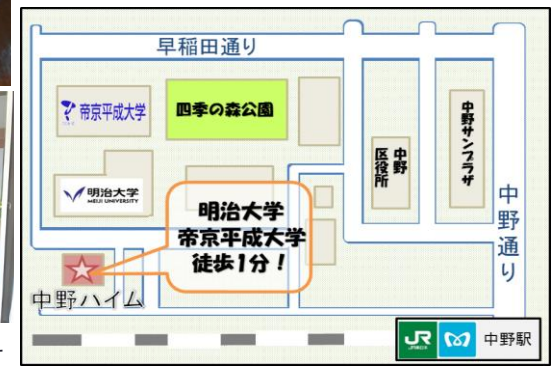 早稲田通り
帝京平成大学
四季の森公園
中野サンプラザ
中野
区役所
明治大学
MEIJI UNIVERSITY
明治大学
帝京平成大学
徒歩1分！
中野通り
中野ハイム
JR
中野駅